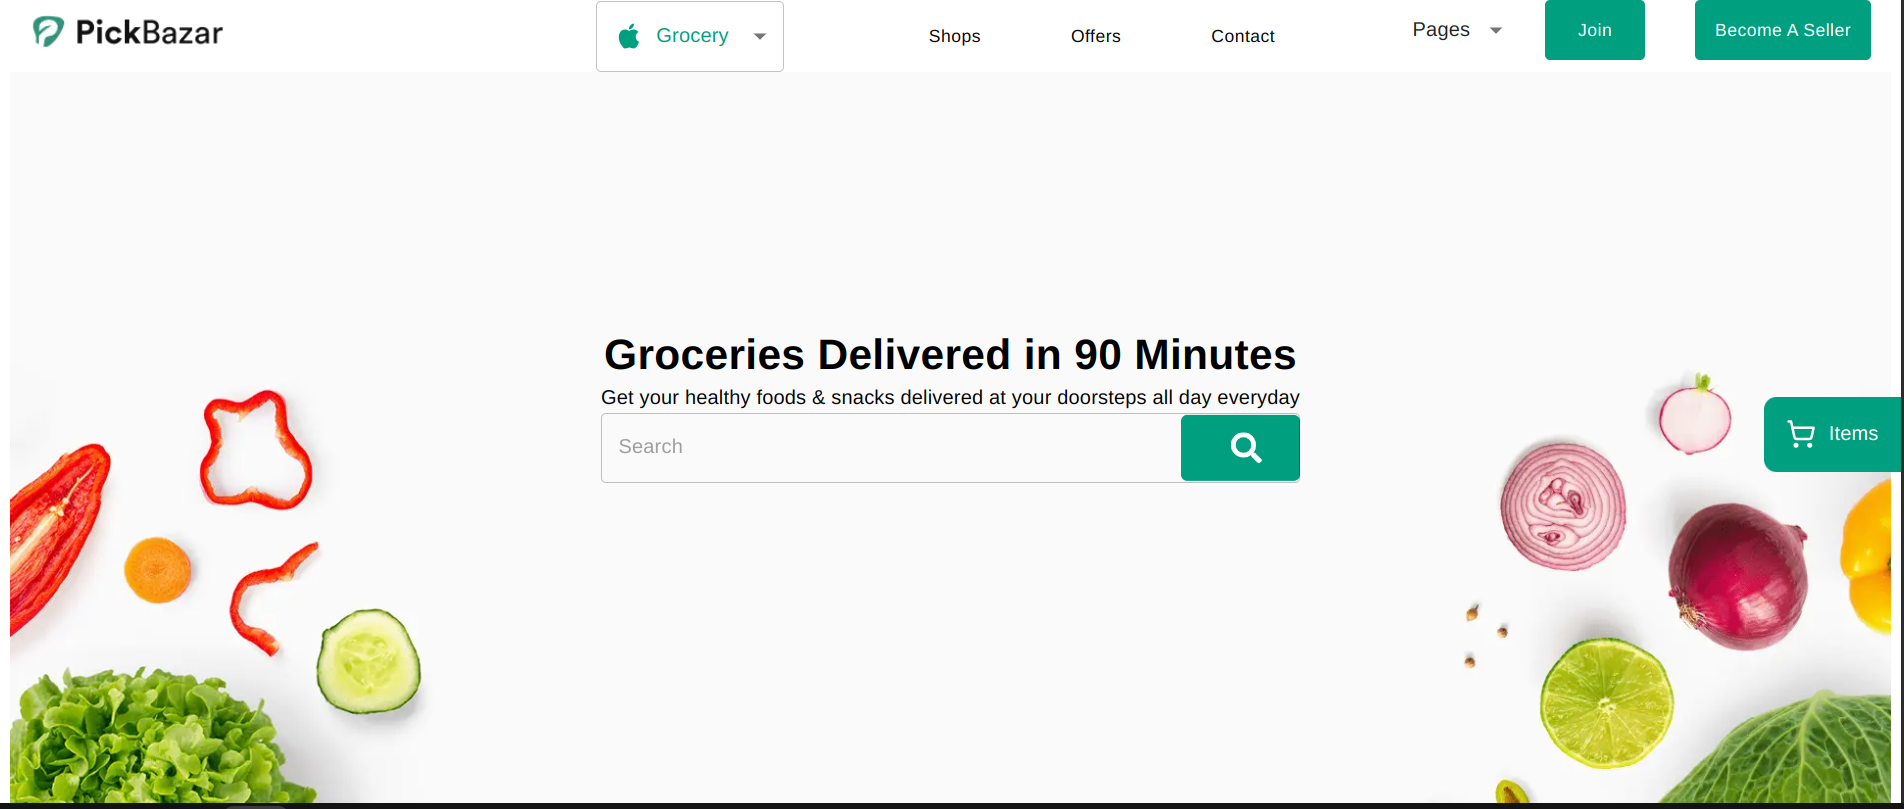 PickBazar
Grocery
Shops
Offers
Contact
Pages
Join
Become A Seller
Groceries Delivered in 90 Minutes
Get your healthy foods & snacks delivered at your doorsteps all day everyday
Search
Items